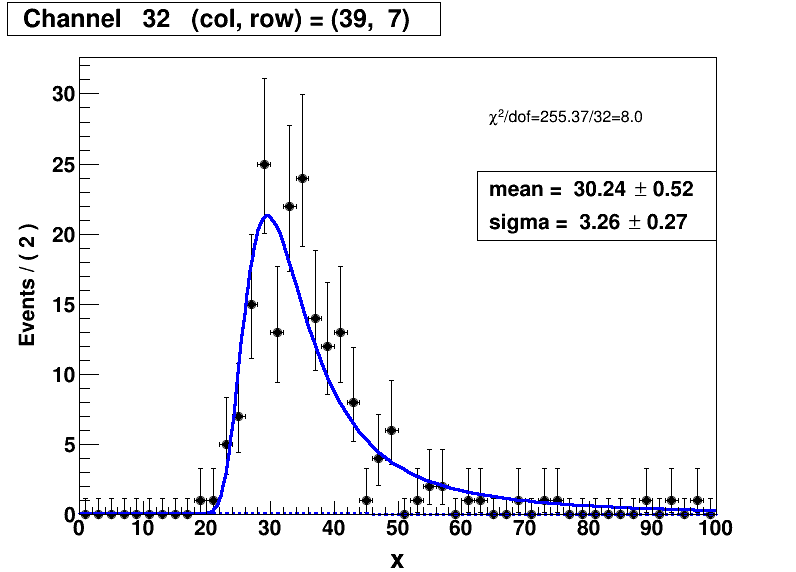 Channel 32 (col, row) = (39, 7)
χ²/dof=255.37/32=8.0
mean = 30.24 ± 0.52
sigma = 3.26 ± 0.27
Events / ( 2 )
30
25
20
15
10
5
0
0 10 20 30 40 50 60 70 80 90 100
x